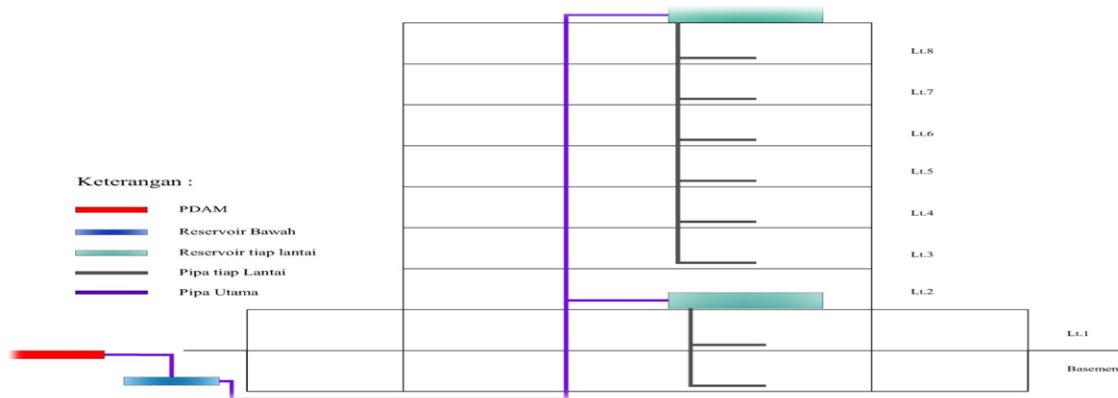 Lt.8
Lt.7
Lt.6
Lt.5
Lt.4
Lt.3
Lt.2
Lt.1
Basemen
Keterangan :
PDAM
Reservoir Bawah
Reservoir tiap lantai
Pipa tiap Lantai
Pipa Utama